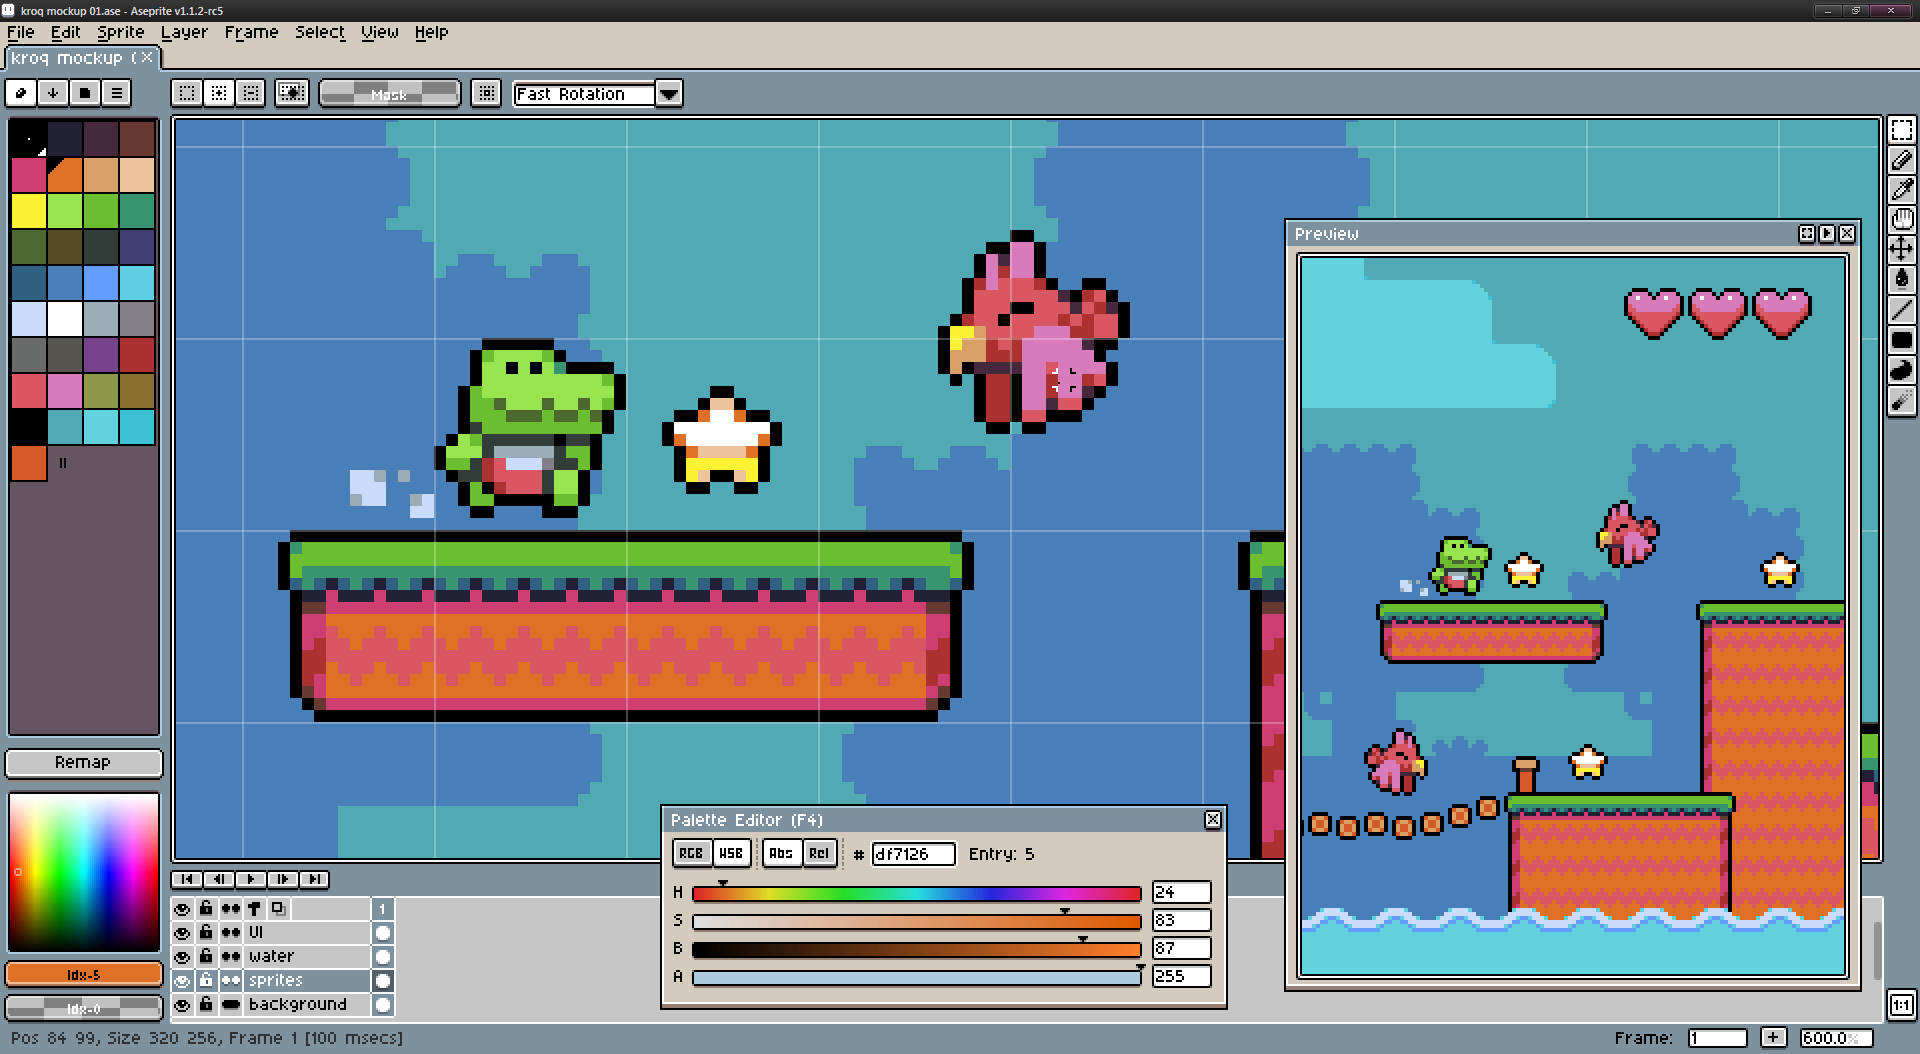 kroq mockup 01.ase - Aseprite v1.1.2-rc5
File Edit Sprite Layer Frame Select View Help
kroq mockup (
Mask
Fast Rotation
Preview
Remap
Palette Editor (F4)
RGB HSB Abs Rel # df7126 Entry: 5
H 24
S 83
B 87
A 255
1
UI
water
sprites
background
Idx-5
Idx-0
1:1
Pos 84 99, Size 320 256, Frame 1 [100 msecs]
Frame: 1 + 600.0%